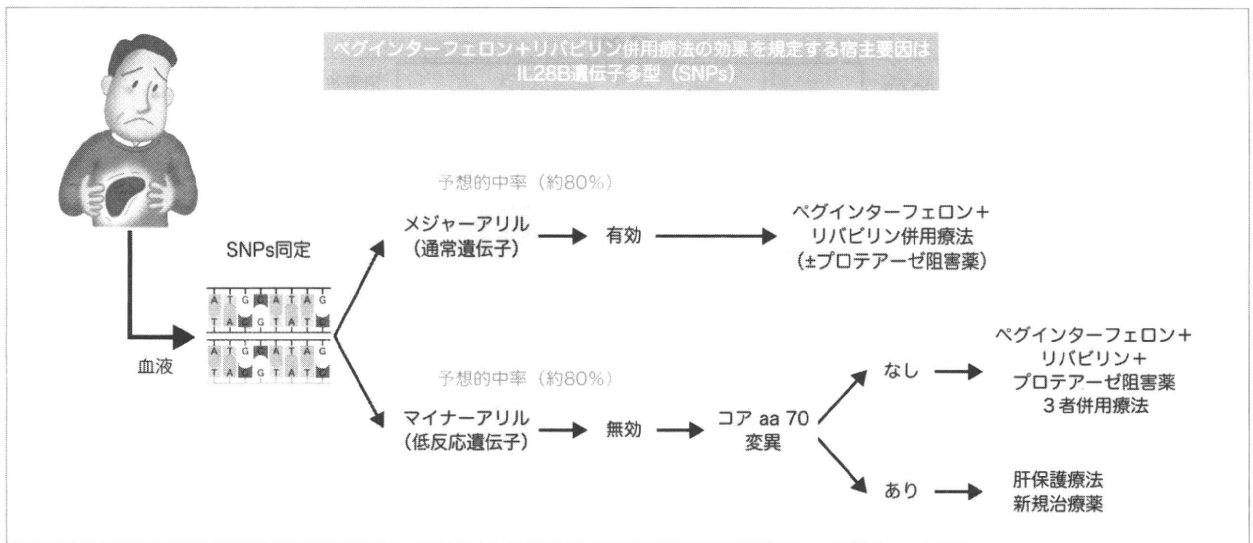 ペグインターフェロン＋リバビリン併用療法の効果を規定する宿主要因は
IL28B遺伝子多型（SNPs）
血液
SNPs同定
A T G C A T A G
T A C G T A T C
A T G C A T A G
T A C G T A T C
予想的中率（約80%）
メジャーアリル
（通常遺伝子）
有効
ペグインターフェロン＋
リバビリン併用療法
（±プロテアーゼ阻害薬）
予想的中率（約80%）
マイナーアリル
（低反応遺伝子）
無効
コア aa 70
変異
なし
ペグインターフェロン＋
リバビリン＋
プロテアーゼ阻害薬
3者併用療法
あり
肝保護療法
新規治療薬